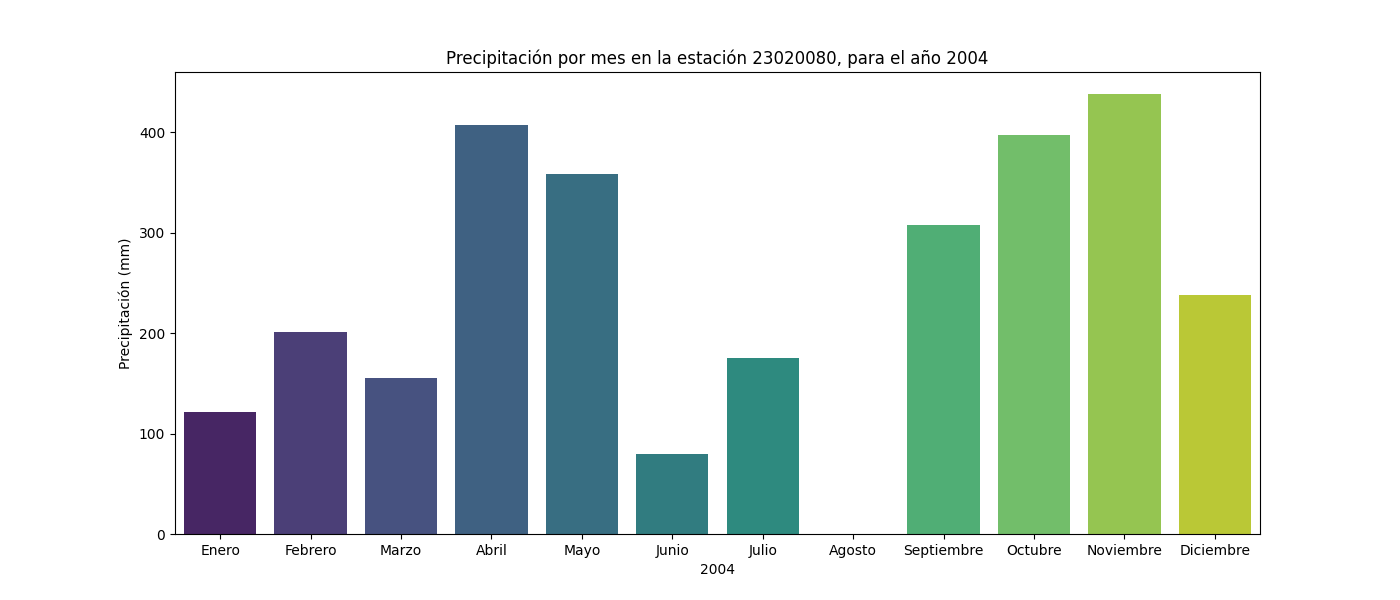 Precipitación por mes en la estación 23020080, para el año 2004
Precipitación (mm)
400
300
200
100
0
Enero Febrero Marzo Abril Mayo Junio Julio Agosto Septiembre Octubre Noviembre Diciembre
2004